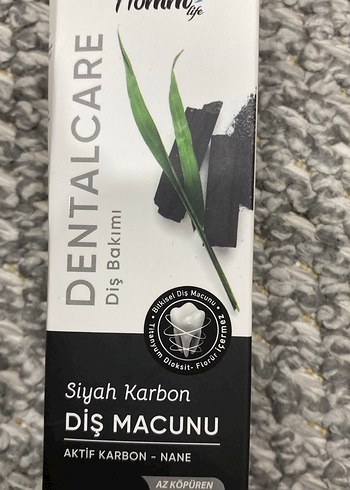 life
DENTALCARE
Diş Bakımı
• Bitkisel Diş Macunu •
Titanyum Dioksit - Florür İçermez
Siyah Karbon
DİŞ MACUNU
AKTİF KARBON - NANE
AZ KÖPÜREN